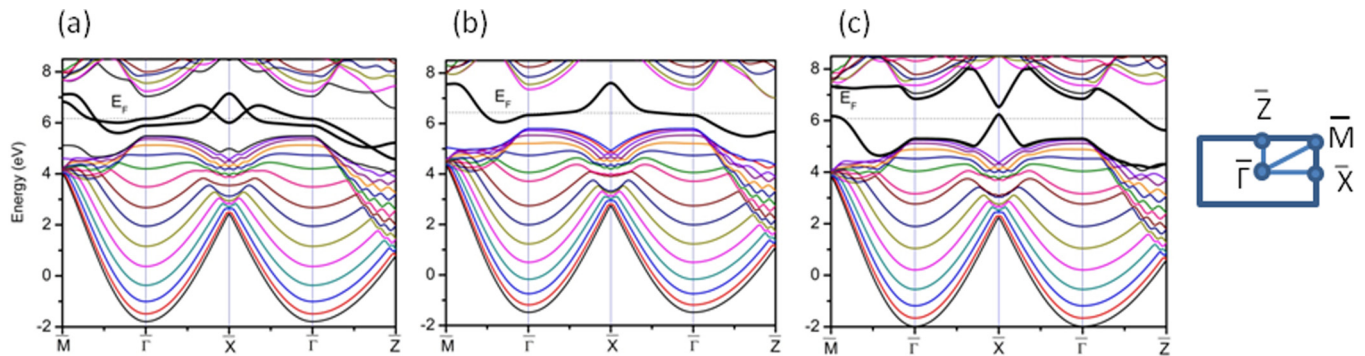 (a)
(b)
(c)
Energy (eV)
8
6
4
2
0
-2
E_F
M̅
Γ̅
X̅
Γ̅
Z̅
8
6
4
2
0
-2
E_F
M̅
Γ̅
X̅
Γ̅
Z̅
8
6
4
2
0
-2
E_F
M̅
Γ̅
X̅
Γ̅
Z̅
Z̅
M̅
Γ̅
X̅